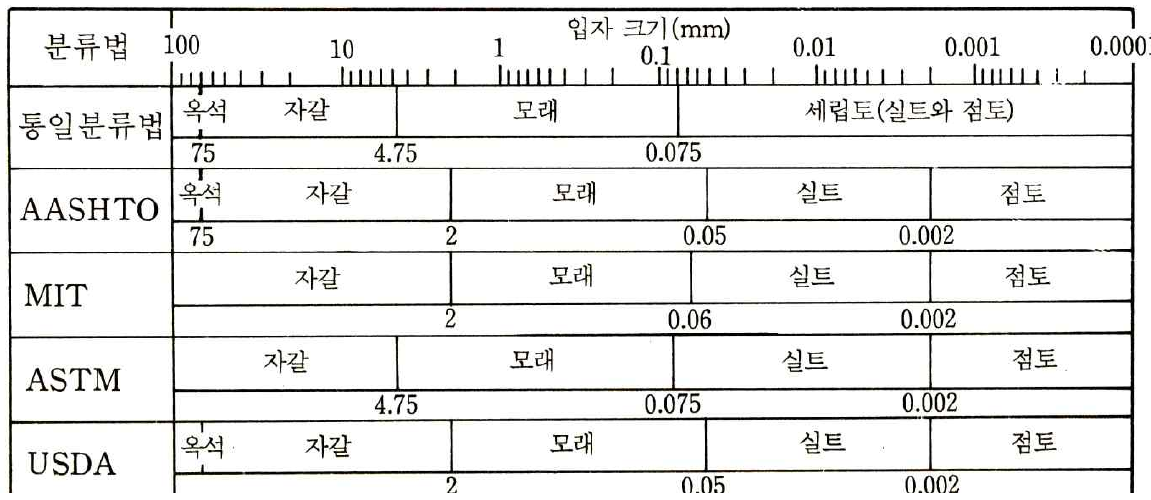 분류법 입자 크기(mm)
100 10 1 0.1 0.01 0.001 0.0001
통일분류법 옥석 자갈 모래 세립토(실트와 점토)
75 4.75 0.075
AASHTO 옥석 자갈 모래 실트 점토
75 2 0.05 0.002
MIT 자갈 모래 실트 점토
2 0.06 0.002
ASTM 자갈 모래 실트 점토
4.75 0.075 0.002
USDA 옥석 자갈 모래 실트 점토
2 0.05 0.002